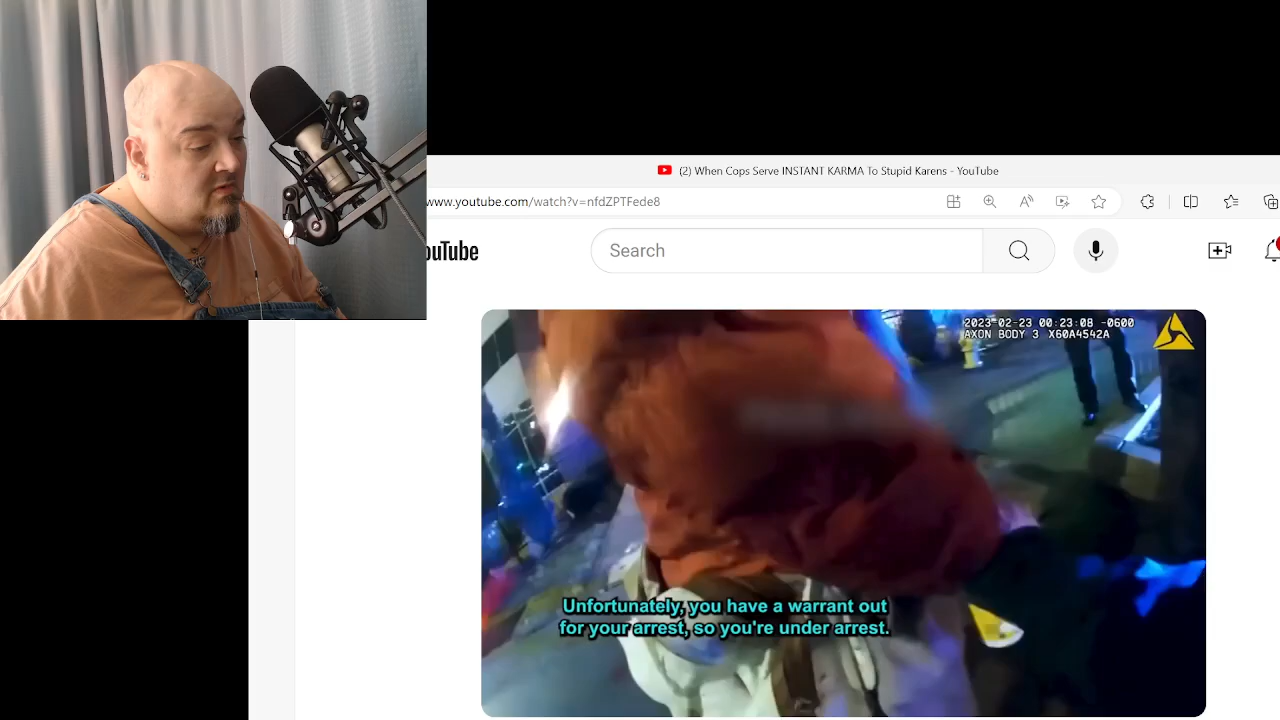 (2) When Cops Serve INSTANT KARMA To Stupid Karens - YouTube
www.youtube.com/watch?v=nfdZPTFede8
ouTube
Search
2023-02-23 00:23:08 -0600
AXON BODY 3 X60A4542A
Unfortunately, you have a warrant out
for your arrest, so you're under arrest.